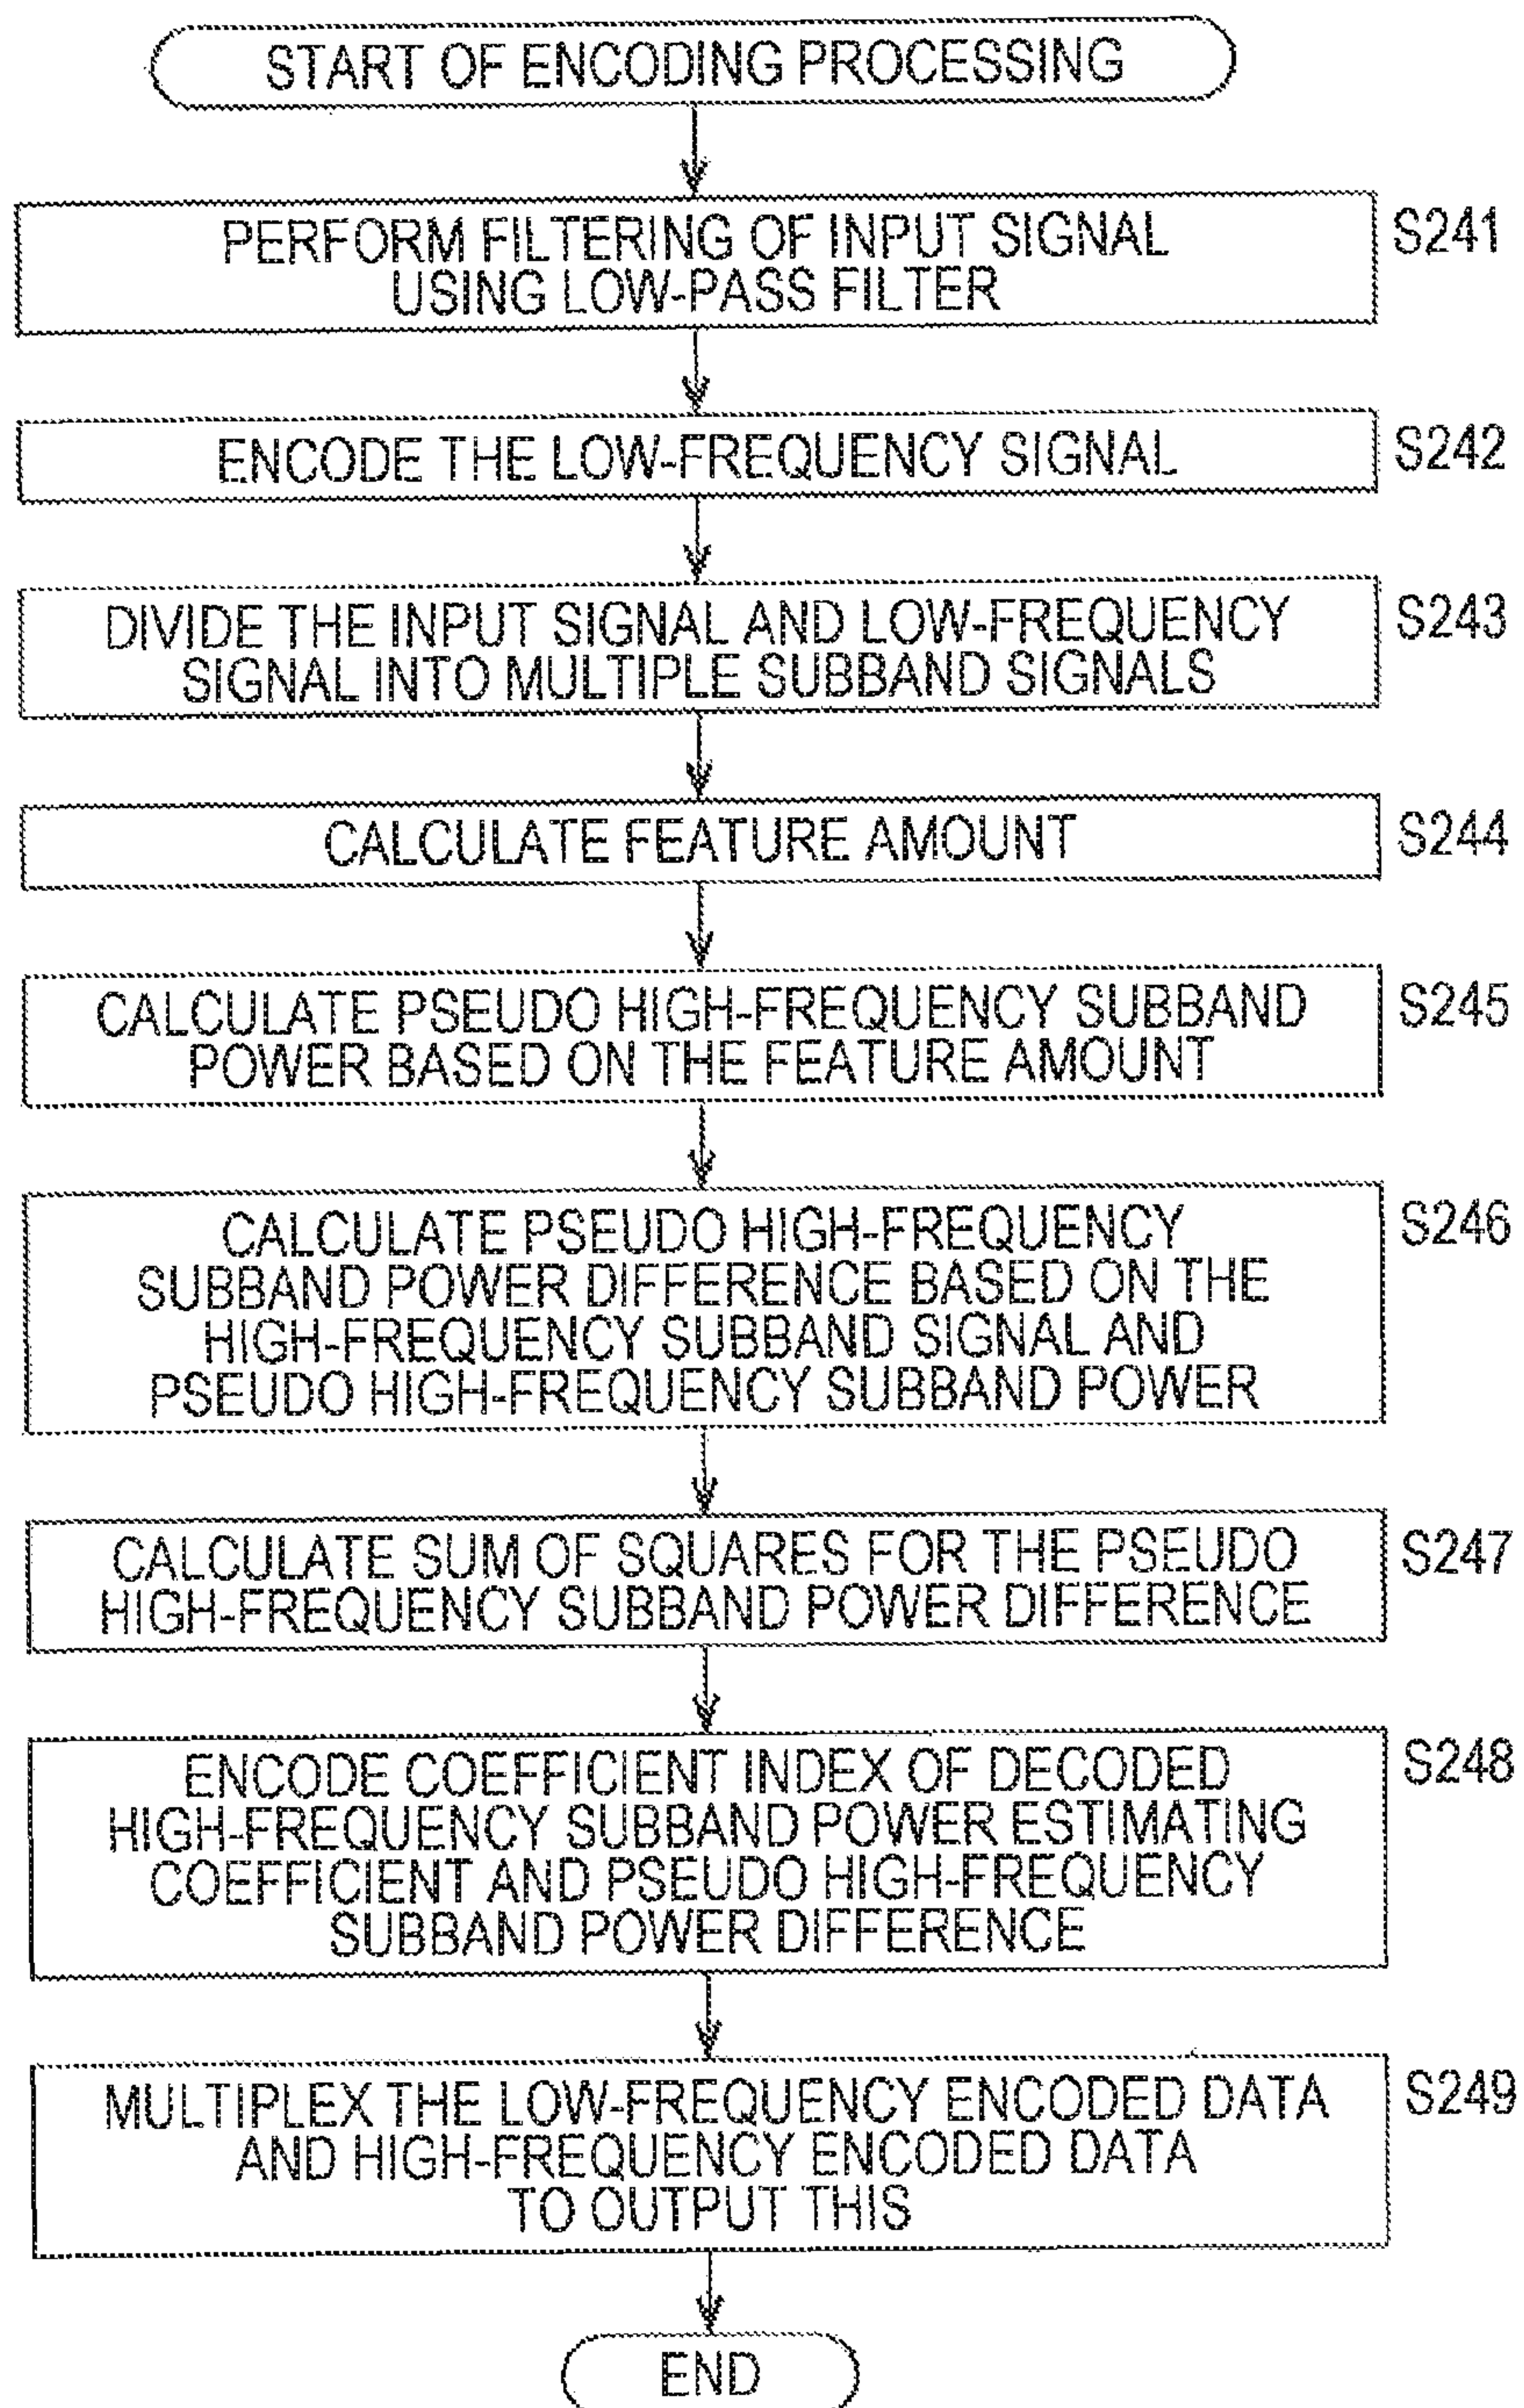 START OF ENCODING PROCESSING
PERFORM FILTERING OF INPUT SIGNAL
USING LOW-PASS FILTER
S241
ENCODE THE LOW-FREQUENCY SIGNAL
S242
DIVIDE THE INPUT SIGNAL AND LOW-FREQUENCY
SIGNAL INTO MULTIPLE SUBBAND SIGNALS
S243
CALCULATE FEATURE AMOUNT
S244
CALCULATE PSEUDO HIGH-FREQUENCY SUBBAND
POWER BASED ON THE FEATURE AMOUNT
S245
CALCULATE PSEUDO HIGH-FREQUENCY
SUBBAND POWER DIFFERENCE BASED ON THE
HIGH-FREQUENCY SUBBAND SIGNAL AND
PSEUDO HIGH-FREQUENCY SUBBAND POWER
S246
CALCULATE SUM OF SQUARES FOR THE PSEUDO
HIGH-FREQUENCY SUBBAND POWER DIFFERENCE
S247
ENCODE COEFFICIENT INDEX OF DECODED
HIGH-FREQUENCY SUBBAND POWER ESTIMATING
COEFFICIENT AND PSEUDO HIGH-FREQUENCY
SUBBAND POWER DIFFERENCE
S248
MULTIPLEX THE LOW-FREQUENCY ENCODED DATA
AND HIGH-FREQUENCY ENCODED DATA
TO OUTPUT THIS
S249
END